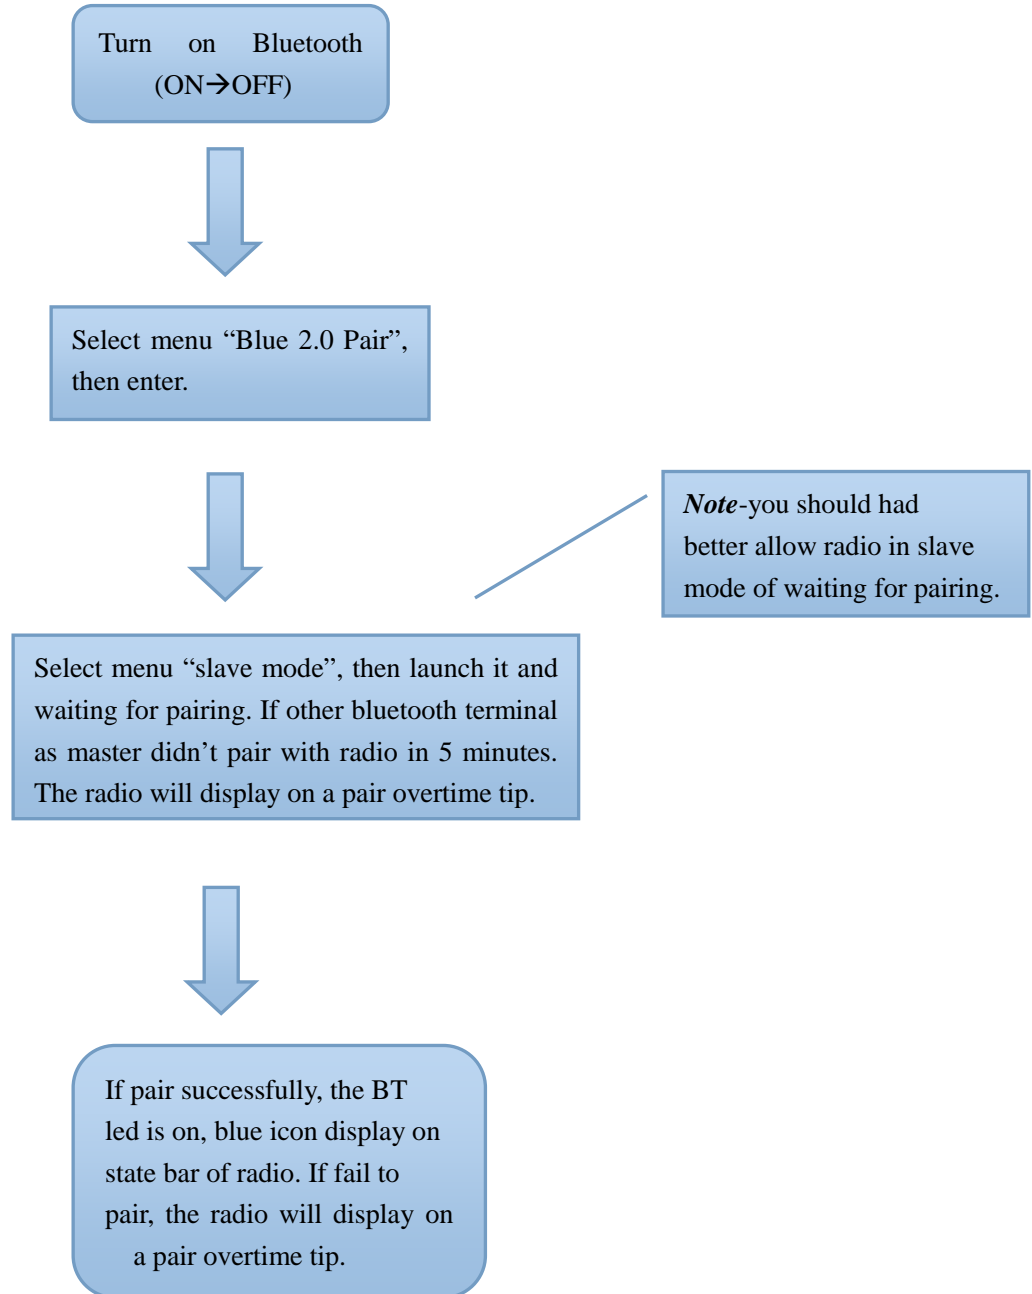 Turn on Bluetooth
(ON→OFF)
Select menu “Blue 2.0 Pair”,
then enter.
Note-you should had
better allow radio in slave
mode of waiting for pairing.
Select menu “slave mode”, then launch it and
waiting for pairing. If other bluetooth terminal
as master didn’t pair with radio in 5 minutes.
The radio will display on a pair overtime tip.
If pair successfully, the BT
led is on, blue icon display on
state bar of radio. If fail to
pair, the radio will display on
a pair overtime tip.